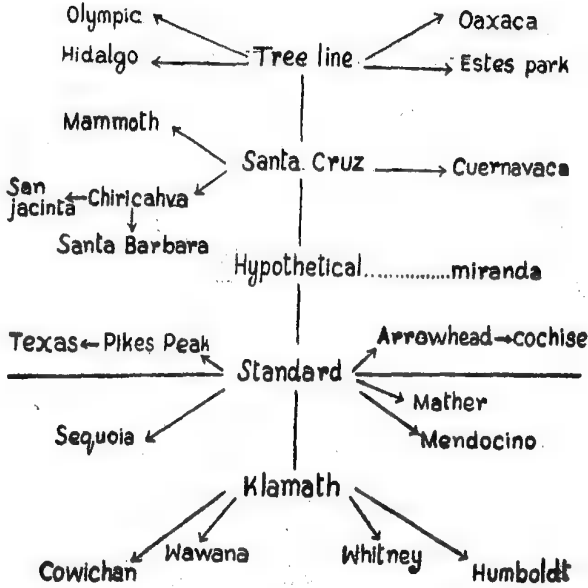 Olympic
Oaxaca
Hidalgo
Tree line
Estes park
Mammoth
Santa Cruz
Cuernavaca
San
jacinta
Chiricahva
Santa Barbara
Hypothetical..............miranda
Texas
Pikes Peak
Arrowhead
cochise
Standard
Mather
Sequoia
Mendocino
Klamath
Cowichan
Wawana
Whitney
Humboldt